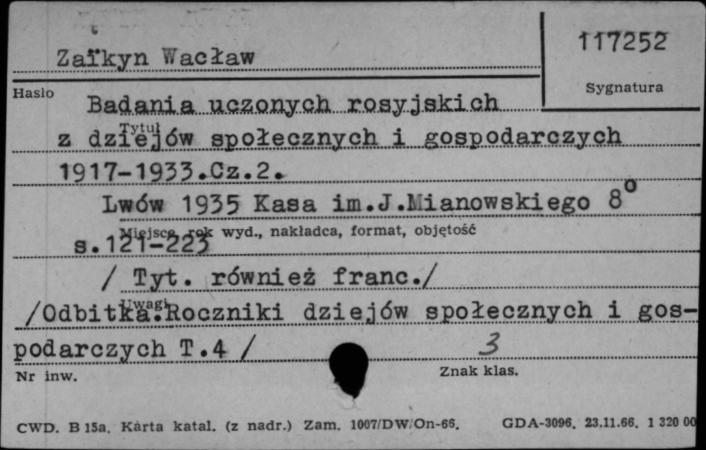 117252
Zaïkyn Wacław
Sygnatura
Hasło
Badania uczonych rosyjskich
Tytuł
z dziejów społecznych i gospodarczych
1917-1933.Cz.2.
Lwów 1935 Kasa im.J.Mianowskiego 8°
Miejsce, rok wyd., nakładca, format, objętość
s.121-223
/ Tyt. również franc./
Uwagi
/Odbitka:Roczniki dziejów społecznych i gos-
podarczych T.4 /
3
Nr inw.
Znak klas.
CWD. B 15a. Karta katal. (z nadr.) Zam. 1007/DW/On-66. GDA-3096. 23.11.66. 1 320 00